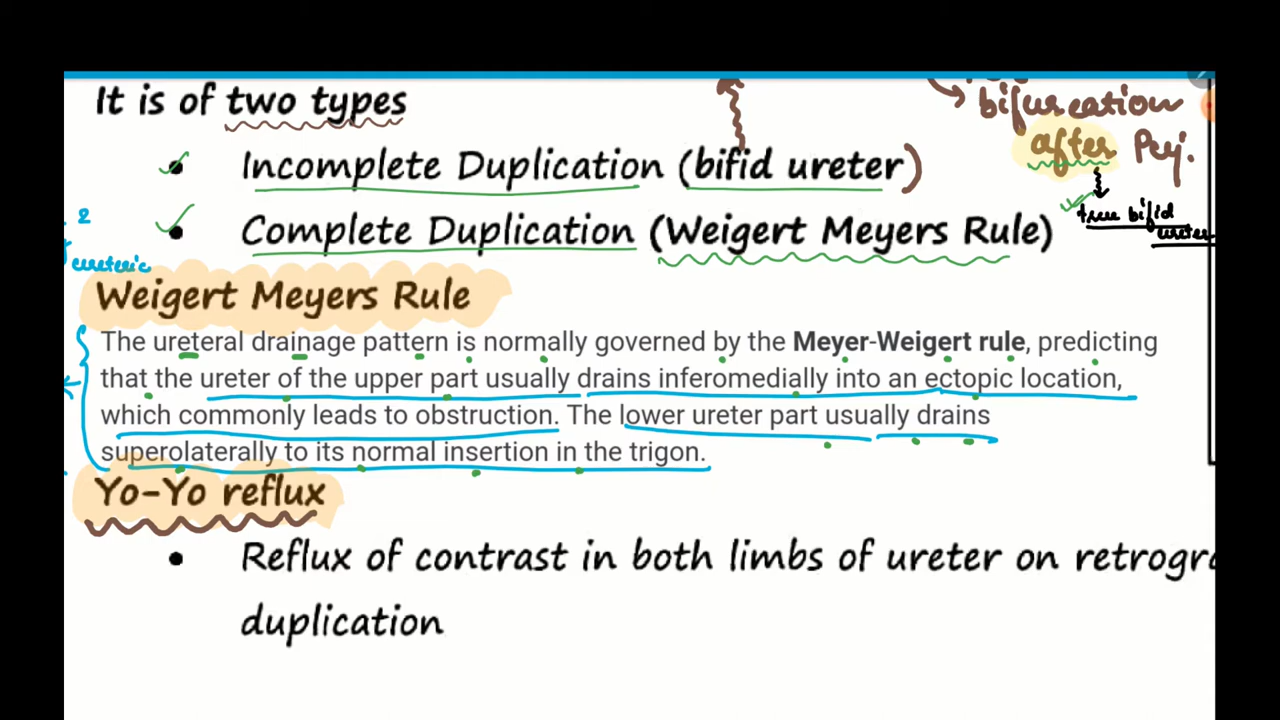 bifurcation
It is of two types
after Puj.
Incomplete Duplication (bifid ureter)
true bifid
ureter
2
Complete Duplication (Weigert Meyers Rule)
ureteric
Weigert Meyers Rule
The ureteral drainage pattern is normally governed by the Meyer-Weigert rule, predicting
that the ureter of the upper part usually drains inferomedially into an ectopic location,
which commonly leads to obstruction. The lower ureter part usually drains
superolaterally to its normal insertion in the trigon.
Yo-Yo reflux
Reflux of contrast in both limbs of ureter on retrogr
duplication